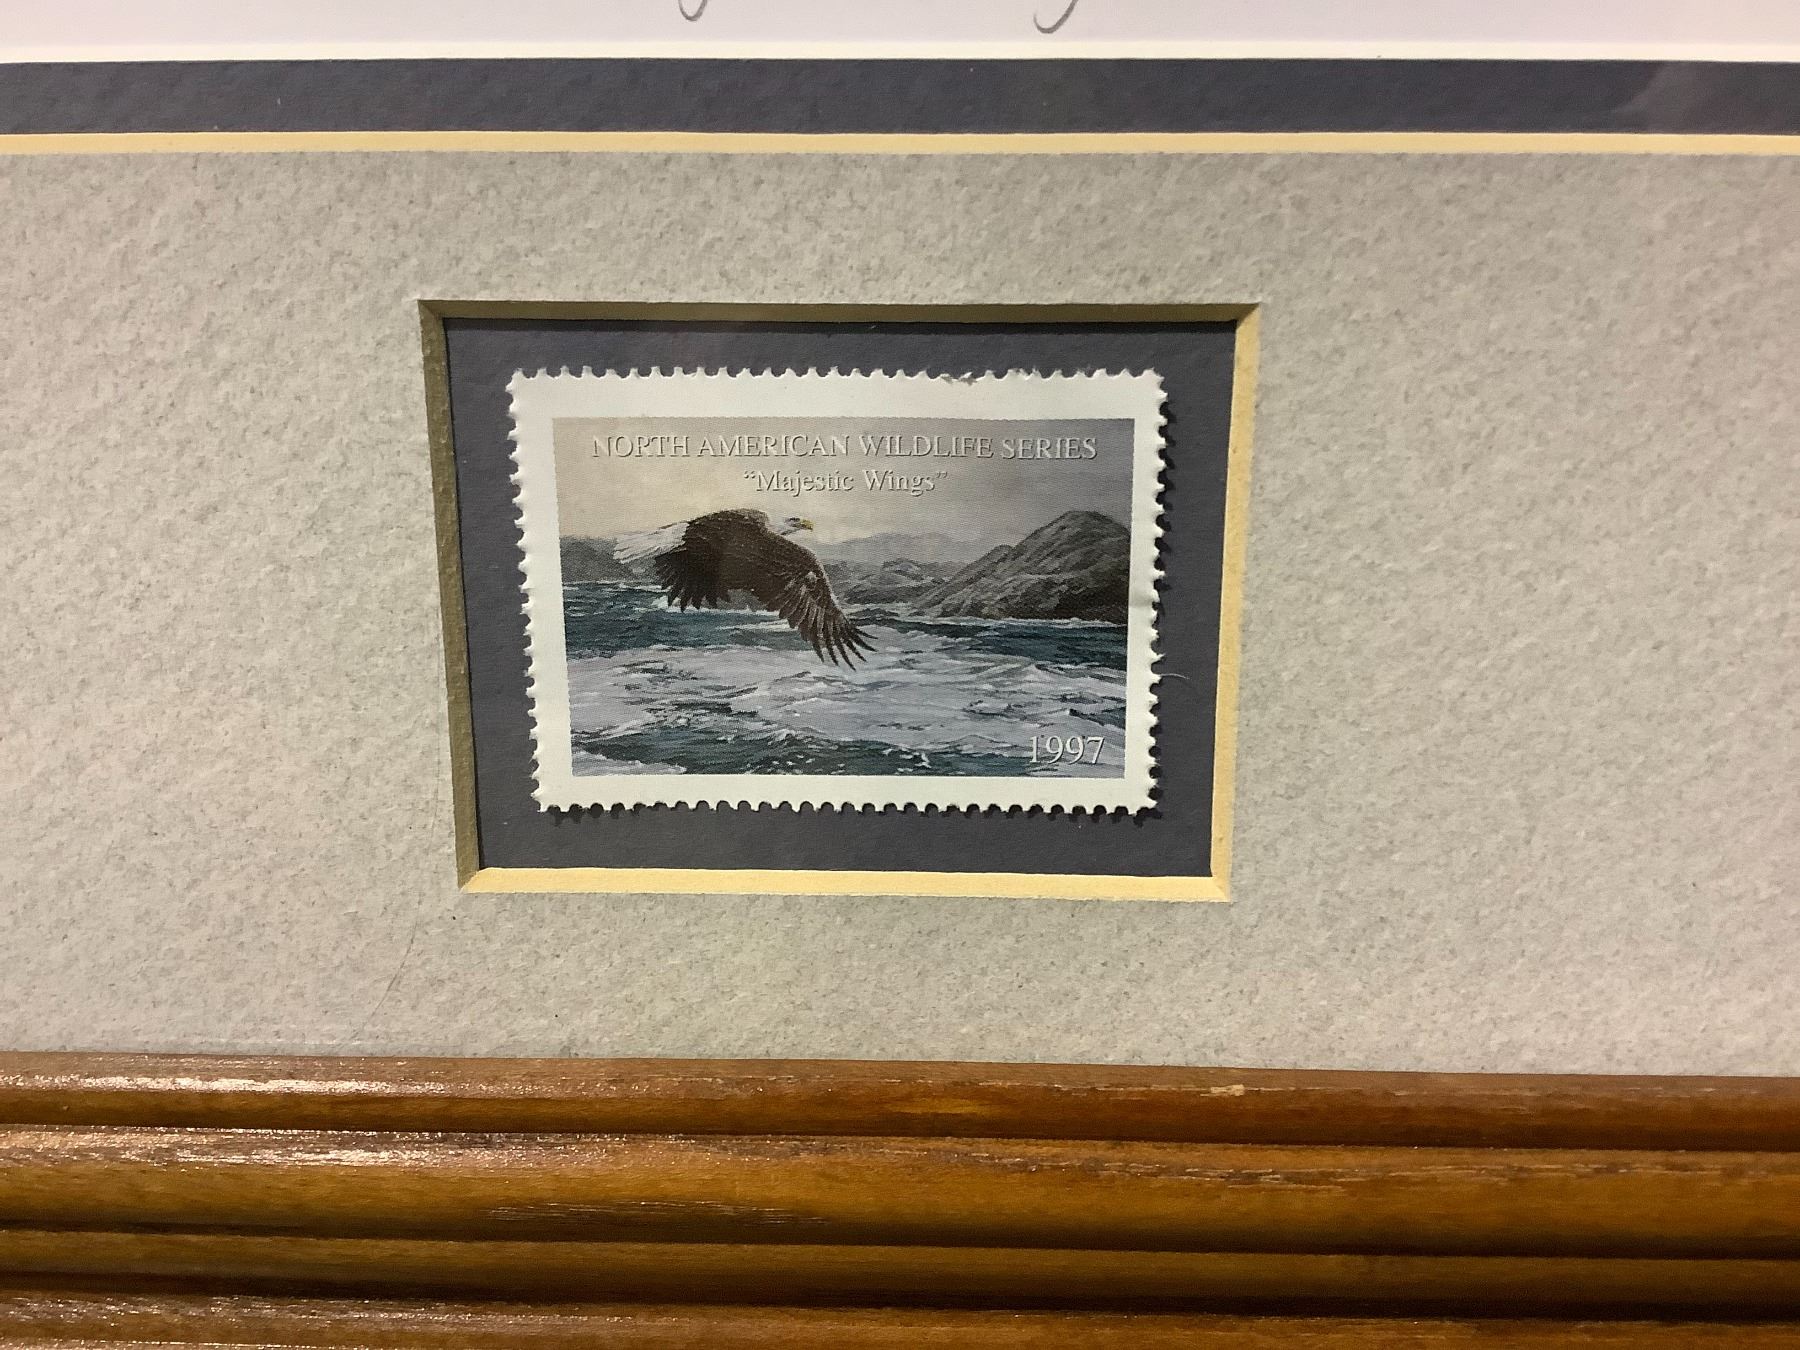 NORTH AMERICAN WILDLIFE SERIES
“Majestic Wings”
1997